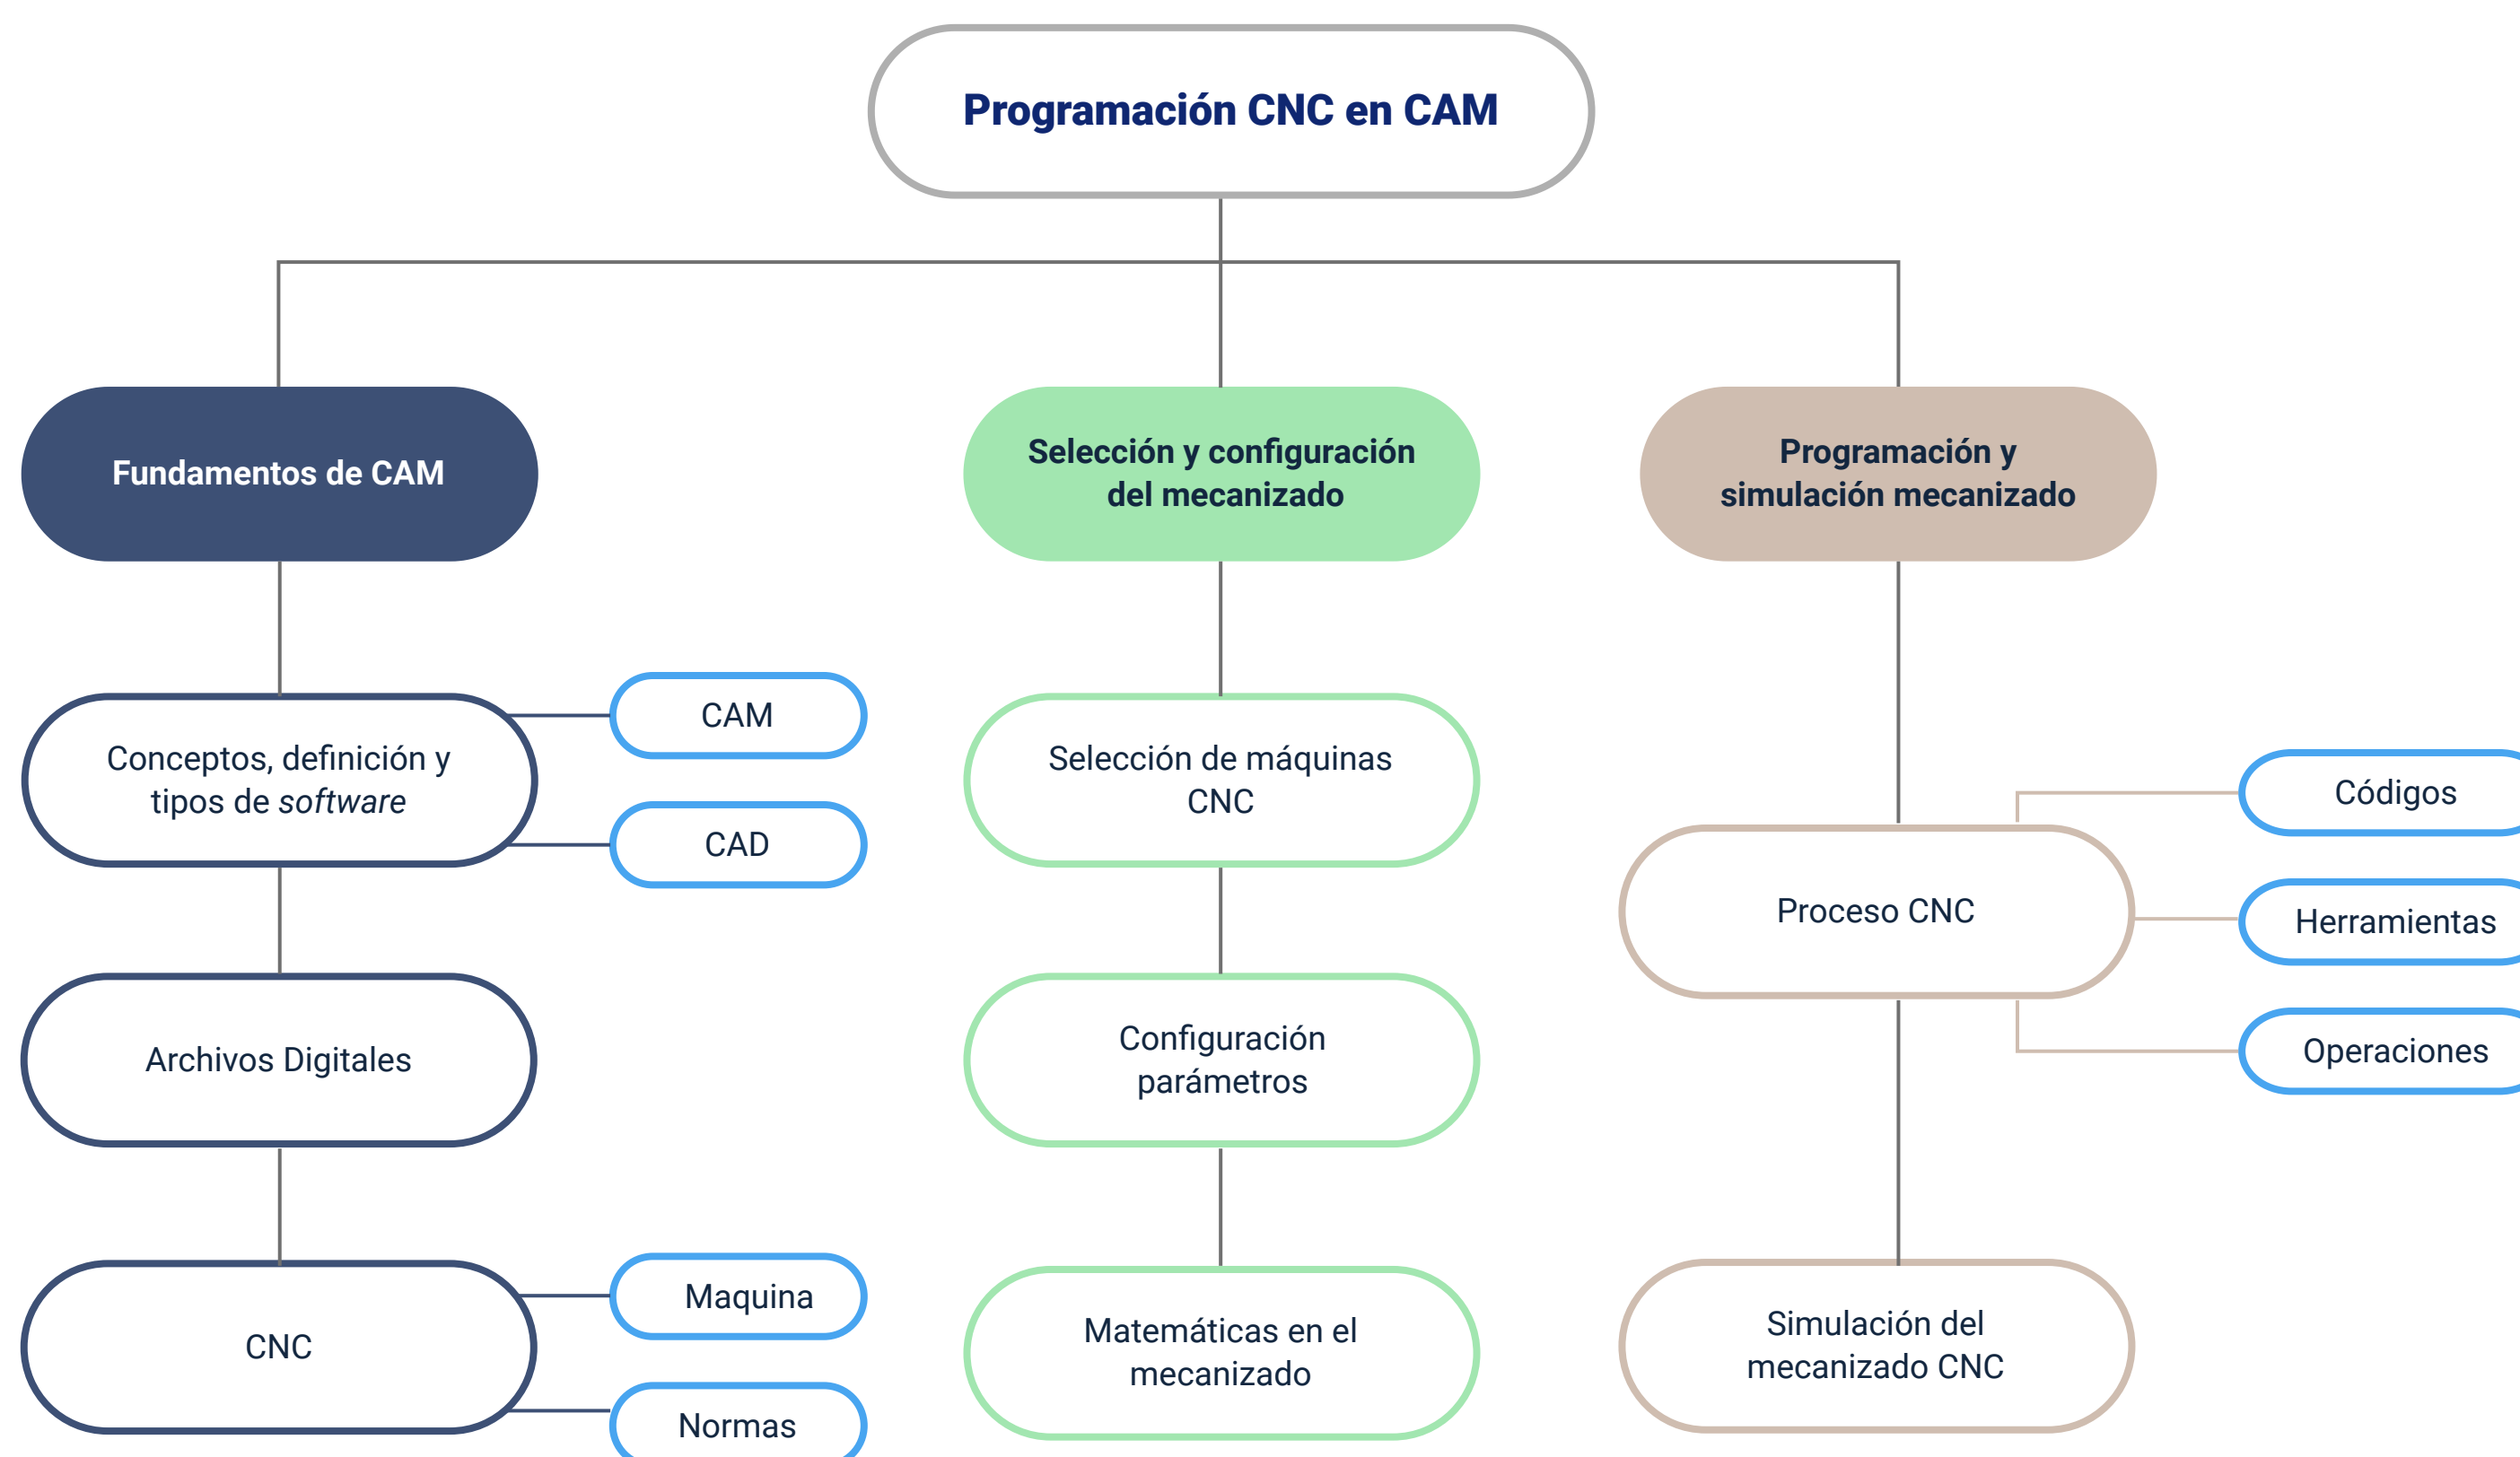 Programación CNC en CAM
Fundamentos de CAM
Conceptos, definición y
tipos de software
CAM
CAD
Archivos Digitales
CNC
Maquina
Normas
Selección y configuración
del mecanizado
Selección de máquinas
CNC
Configuración
parámetros
Matemáticas en el
mecanizado
Programación y
simulación mecanizado
Proceso CNC
Códigos
Herramientas
Operaciones
Simulación del
mecanizado CNC